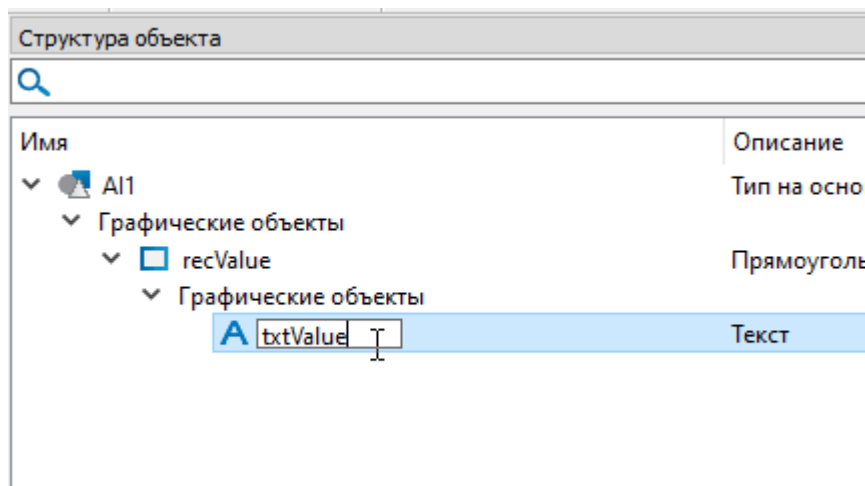 Структура объекта
Имя Описание
AI1 Тип на осно
Графические объекты
recValue Прямоуголь
Графические объекты
txtValue Текст